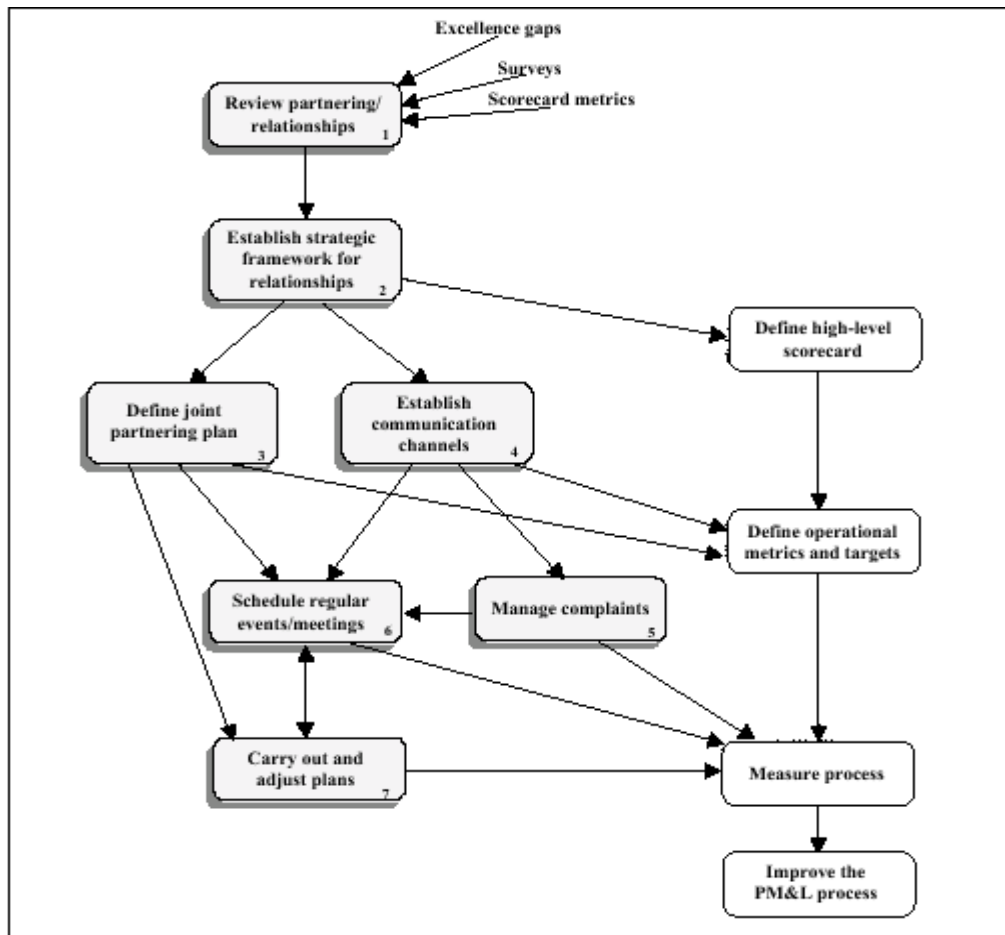 Excellence gaps
Surveys
Scorecard metrics
Review partnering/
relationships
1
Establish strategic
framework for
relationships
2
Define high-level
scorecard
Define joint
partnering plan
3
Establish
communication
channels
4
Define operational
metrics and targets
Schedule regular
events/meetings
6
Manage complaints
5
Carry out and
adjust plans
7
Measure process
Improve the
PM&L process